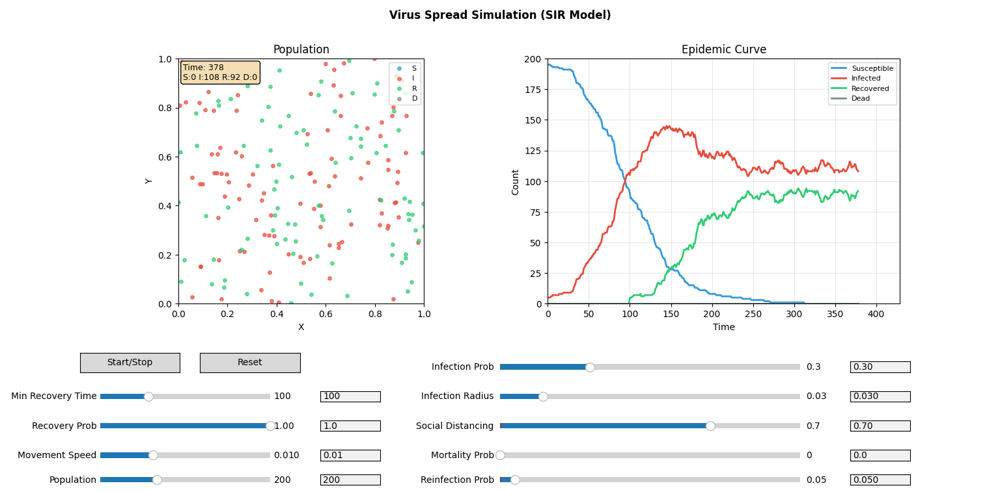 Virus Spread Simulation (SIR Model)
Population
Time: 378
S:0 I:108 R:92 D:0
S
I
R
D
1.0
0.8
0.6
0.4
0.2
0.0
Y
0.0 0.2 0.4 0.6 0.8 1.0
X
Epidemic Curve
Susceptible
Infected
Recovered
Dead
200
175
150
125
100
75
50
25
0
Count
0 50 100 150 200 250 300 350 400
Time
Start/Stop Reset
Min Recovery Time 100 100
Recovery Prob 1.00 1.0
Movement Speed 0.010 0.01
Population 200 200
Infection Prob 0.3 0.30
Infection Radius 0.03 0.030
Social Distancing 0.7 0.70
Mortality Prob 0 0.0
Reinfection Prob 0.05 0.050